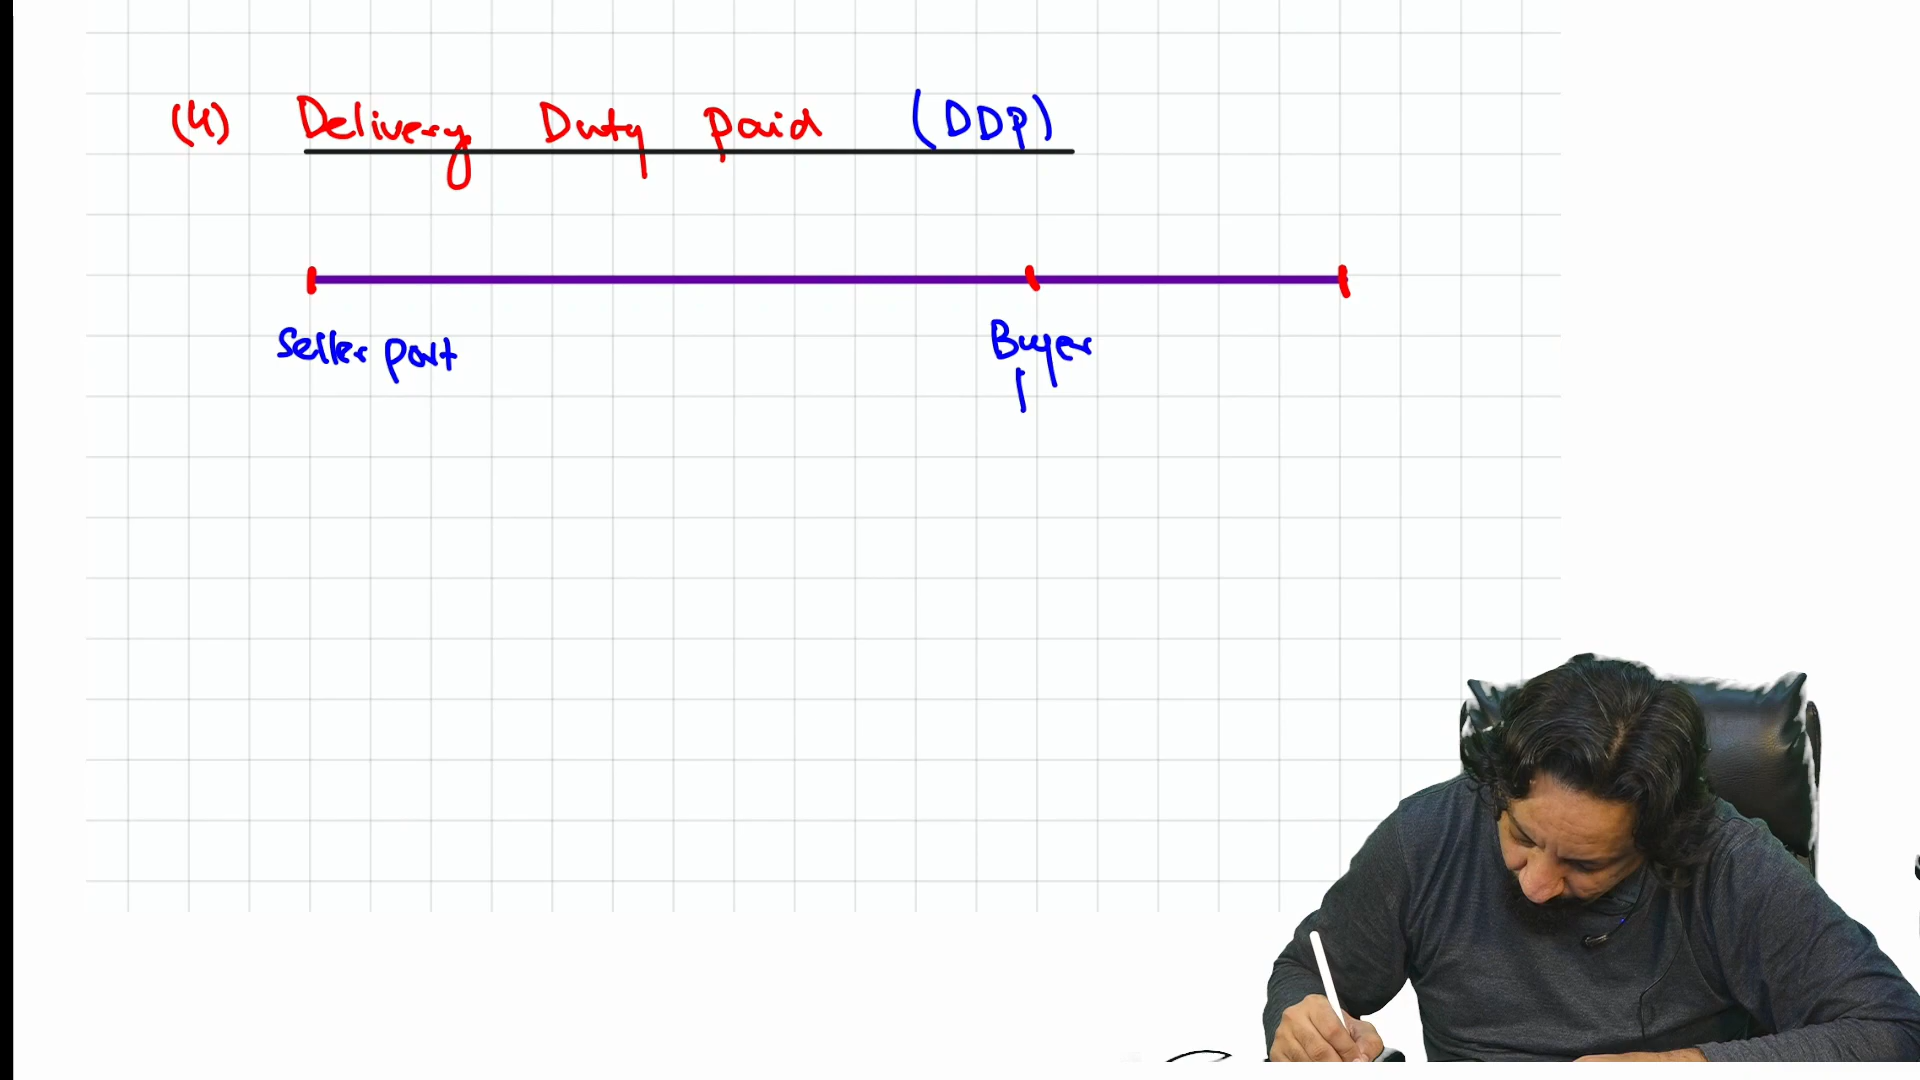 (4) Delivery Duty Paid (DDP)
Seller Port
Buyer